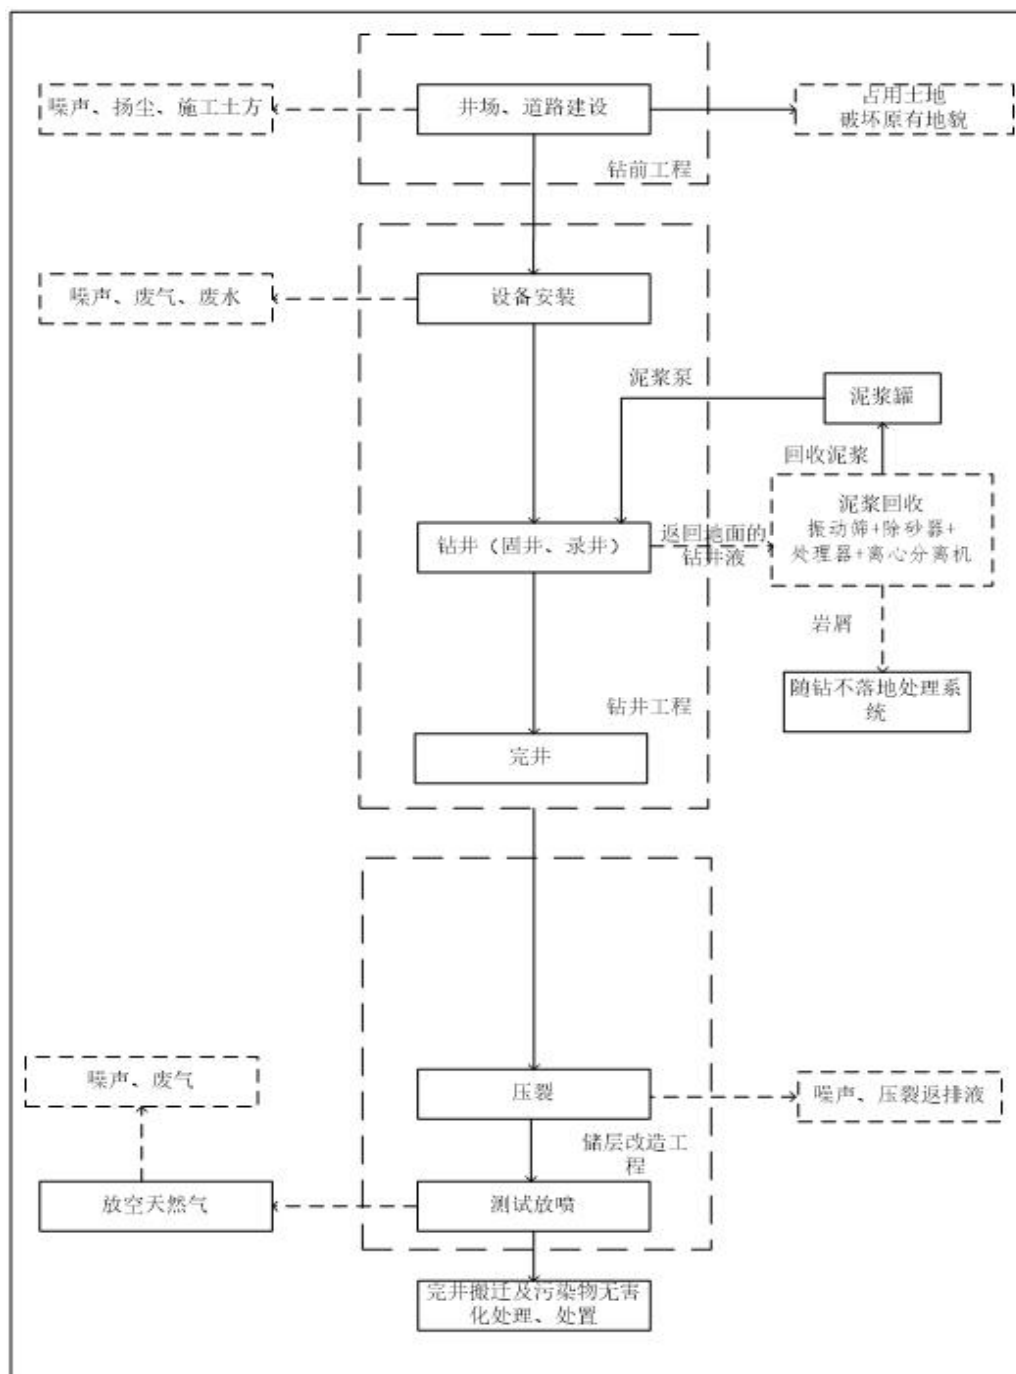 噪声、扬尘、施工土方
井场、道路建设
占用土地
破坏原有地貌
钻前工程
噪声、废气、废水
设备安装
泥浆泵
泥浆罐
回收泥浆
泥浆回收
振动筛+除砂器+
处理器+离心分离机
钻井（固井、录井）
返回地面的
钻井液
岩屑
随钻不落地处理系
统
钻井工程
完井
噪声、废气
压裂
噪声、压裂返排液
储层改造工
程
放空天然气
测试放喷
完井搬迁及污染物无害
化处理、处置